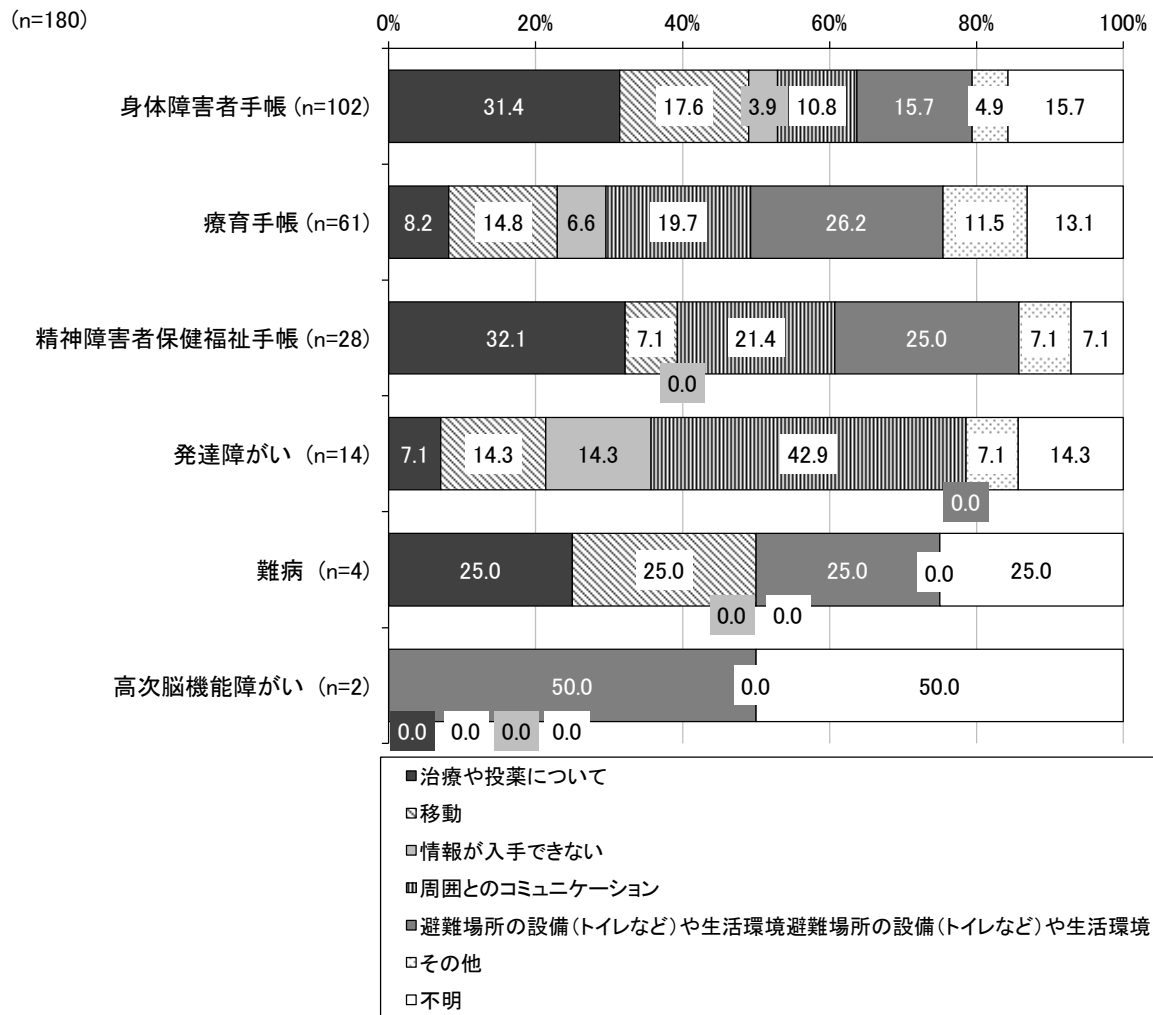 (n=180)
0% 20% 40% 60% 80% 100%
身体障害者手帳 (n=102) 31.4 17.6 3.9 10.8 15.7 4.9 15.7
療育手帳 (n=61) 8.2 14.8 6.6 19.7 26.2 11.5 13.1
精神障害者保健福祉手帳 (n=28) 32.1 7.1 21.4 25.0 7.1 7.1
0.0
発達障がい (n=14) 7.1 14.3 14.3 42.9 7.1 14.3
0.0
難病 (n=4) 25.0 25.0 25.0 0.0 25.0
0.0 0.0
高次脳機能障がい (n=2) 50.0 0.0 50.0
0.0 0.0 0.0 0.0
治療や投薬について
移動
情報が入手できない
周囲とのコミュニケーション
避難場所の設備(トイレなど)や生活環境避難場所の設備(トイレなど)や生活環境
その他
不明